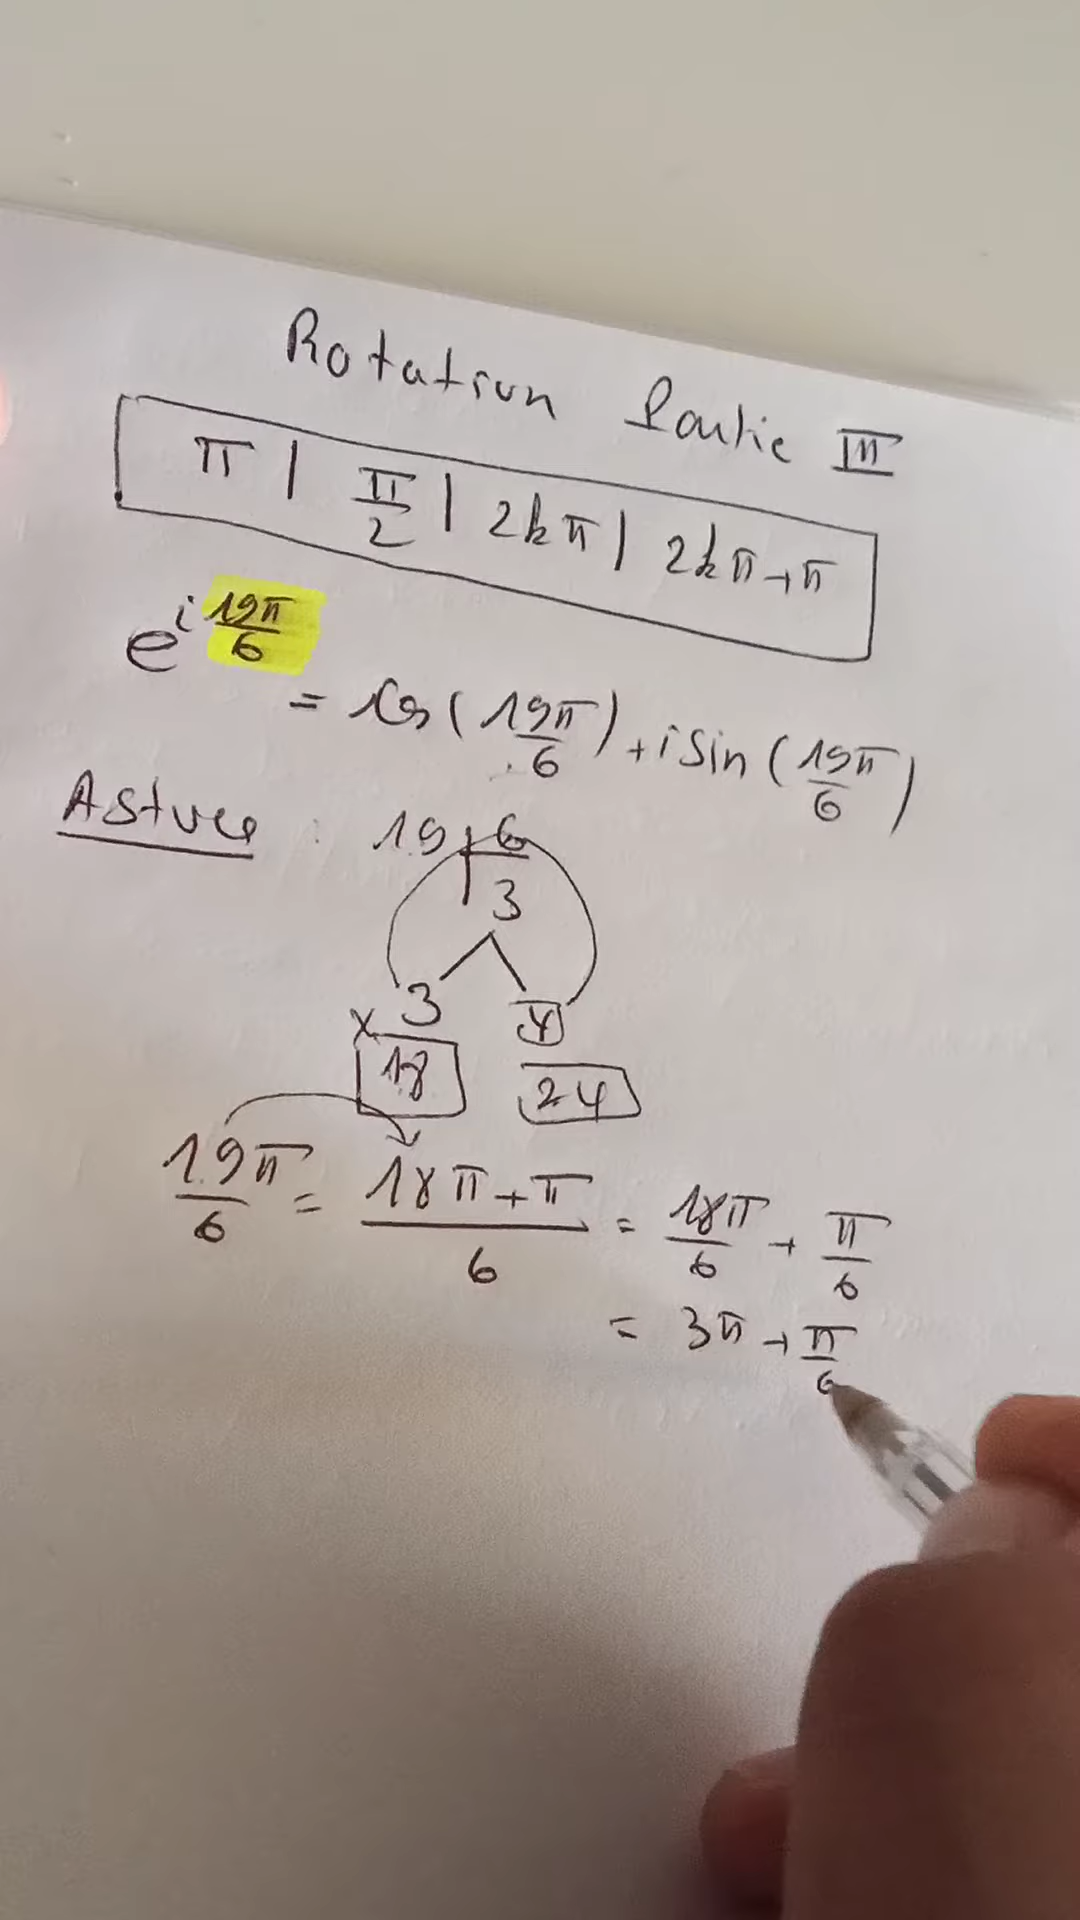 Rotation Partie III
π | π/2 | 2kπ | 2kπ+π
e^i 19π/6
= Cos(19π/6) + i Sin(19π/6)
Astuce : 19 | 6
3
3 4
× 18 24
19π/6 = (18π+π)/6 = 18π/6 + π/6
= 3π + π/6